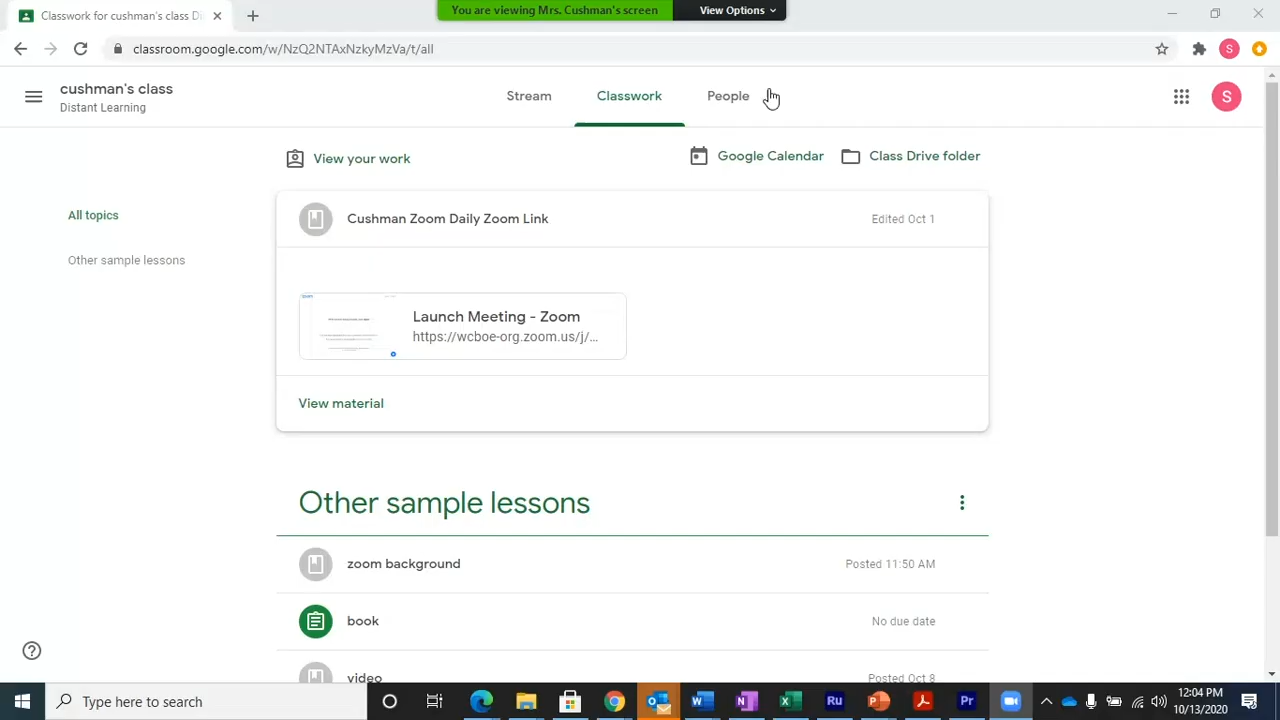 You are viewing Mrs. Cushman's screen
View Options
Classwork for cushman's class Di
classroom.google.com/w/NzQ2NTAxNzkyMzVa/t/all
S
cushman's class
Distant Learning
Stream
Classwork
People
S
View your work
Google Calendar
Class Drive folder
All topics
Other sample lessons
Cushman Zoom Daily Zoom Link
Edited Oct 1
Launch Meeting - Zoom
https://wcboe-org.zoom.us/j/...
View material
Other sample lessons
zoom background
Posted 11:50 AM
book
No due date
video
Posted Oct 8
Type here to search
Ru
Pr
12:04 PM
10/13/2020